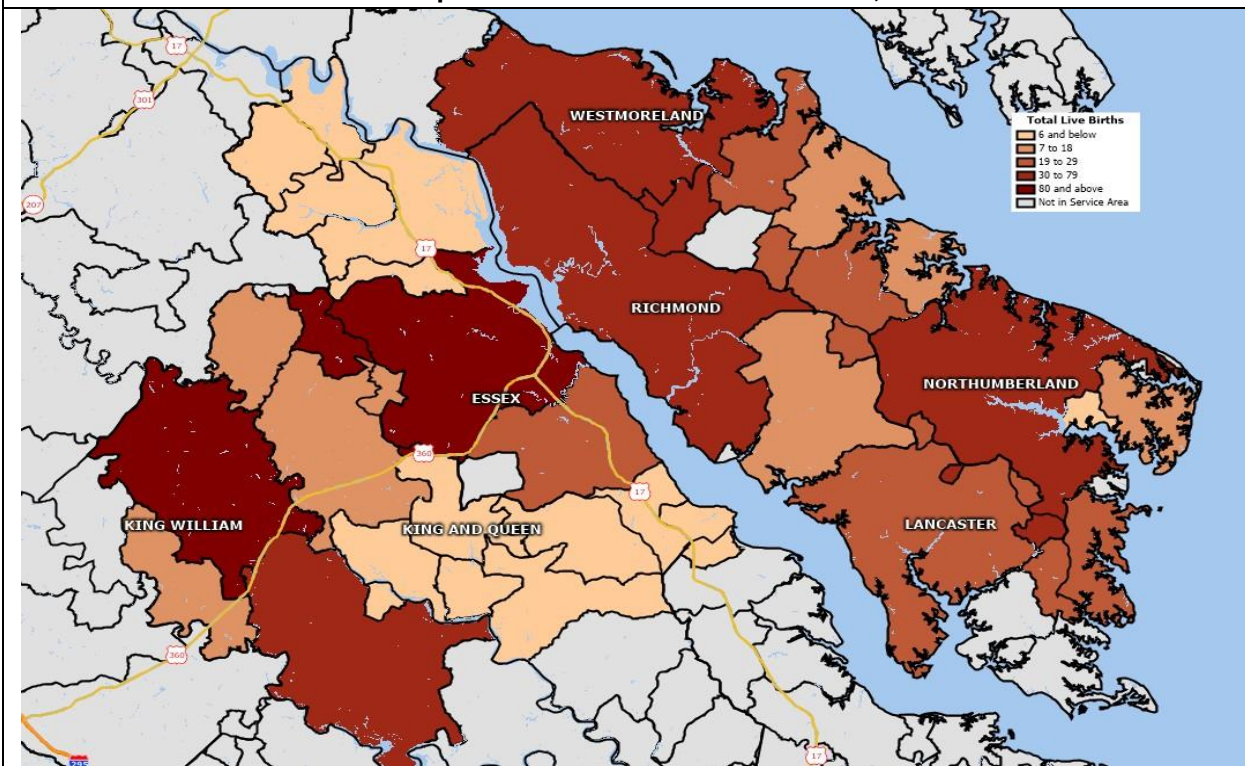 17
301
207
WESTMORELAND
Total Live Births
6 and below
7 to 18
19 to 29
30 to 79
80 and above
Not in Service Area
17
RICHMOND
NORTHUMBERLAND
ESSEX
360
17
KING WILLIAM
KING AND QUEEN
LANCASTER
360
17
295